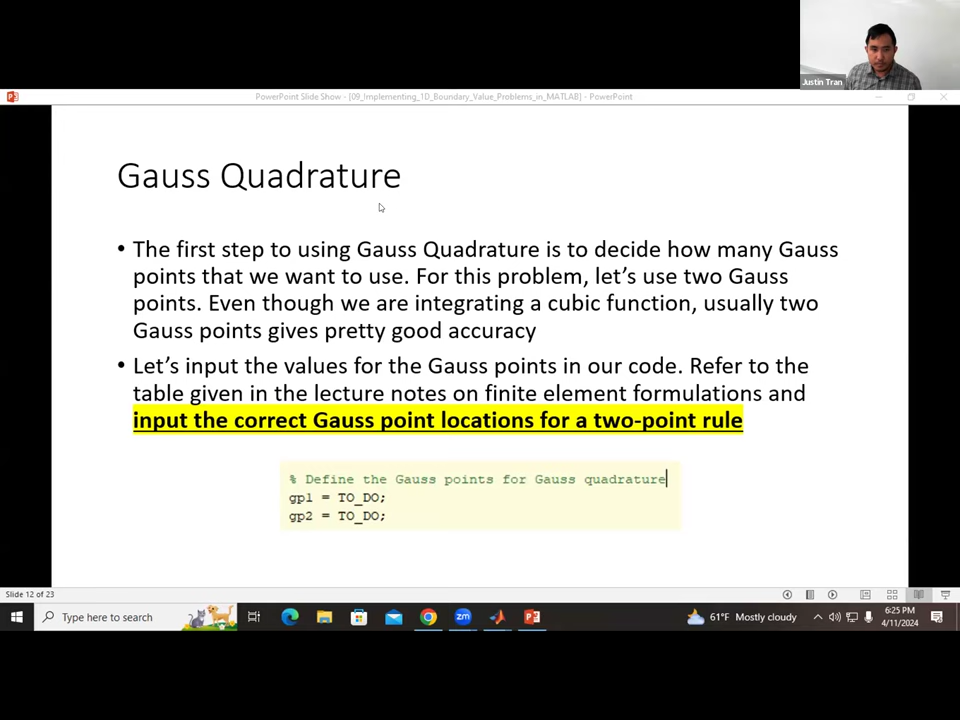 Justin Tran
PowerPoint Slide Show - [09_Implementing_1D_Boundary_Value_Problems_in_MATLAB] - PowerPoint
Gauss Quadrature
• The first step to using Gauss Quadrature is to decide how many Gauss
points that we want to use. For this problem, let's use two Gauss
points. Even though we are integrating a cubic function, usually two
Gauss points gives pretty good accuracy
• Let's input the values for the Gauss points in our code. Refer to the
table given in the lecture notes on finite element formulations and
input the correct Gauss point locations for a two-point rule
% Define the Gauss points for Gauss quadrature
gp1 = TO_DO;
gp2 = TO_DO;
Slide 12 of 23
Type here to search
zm
61°F Mostly cloudy
6:25 PM
4/11/2024